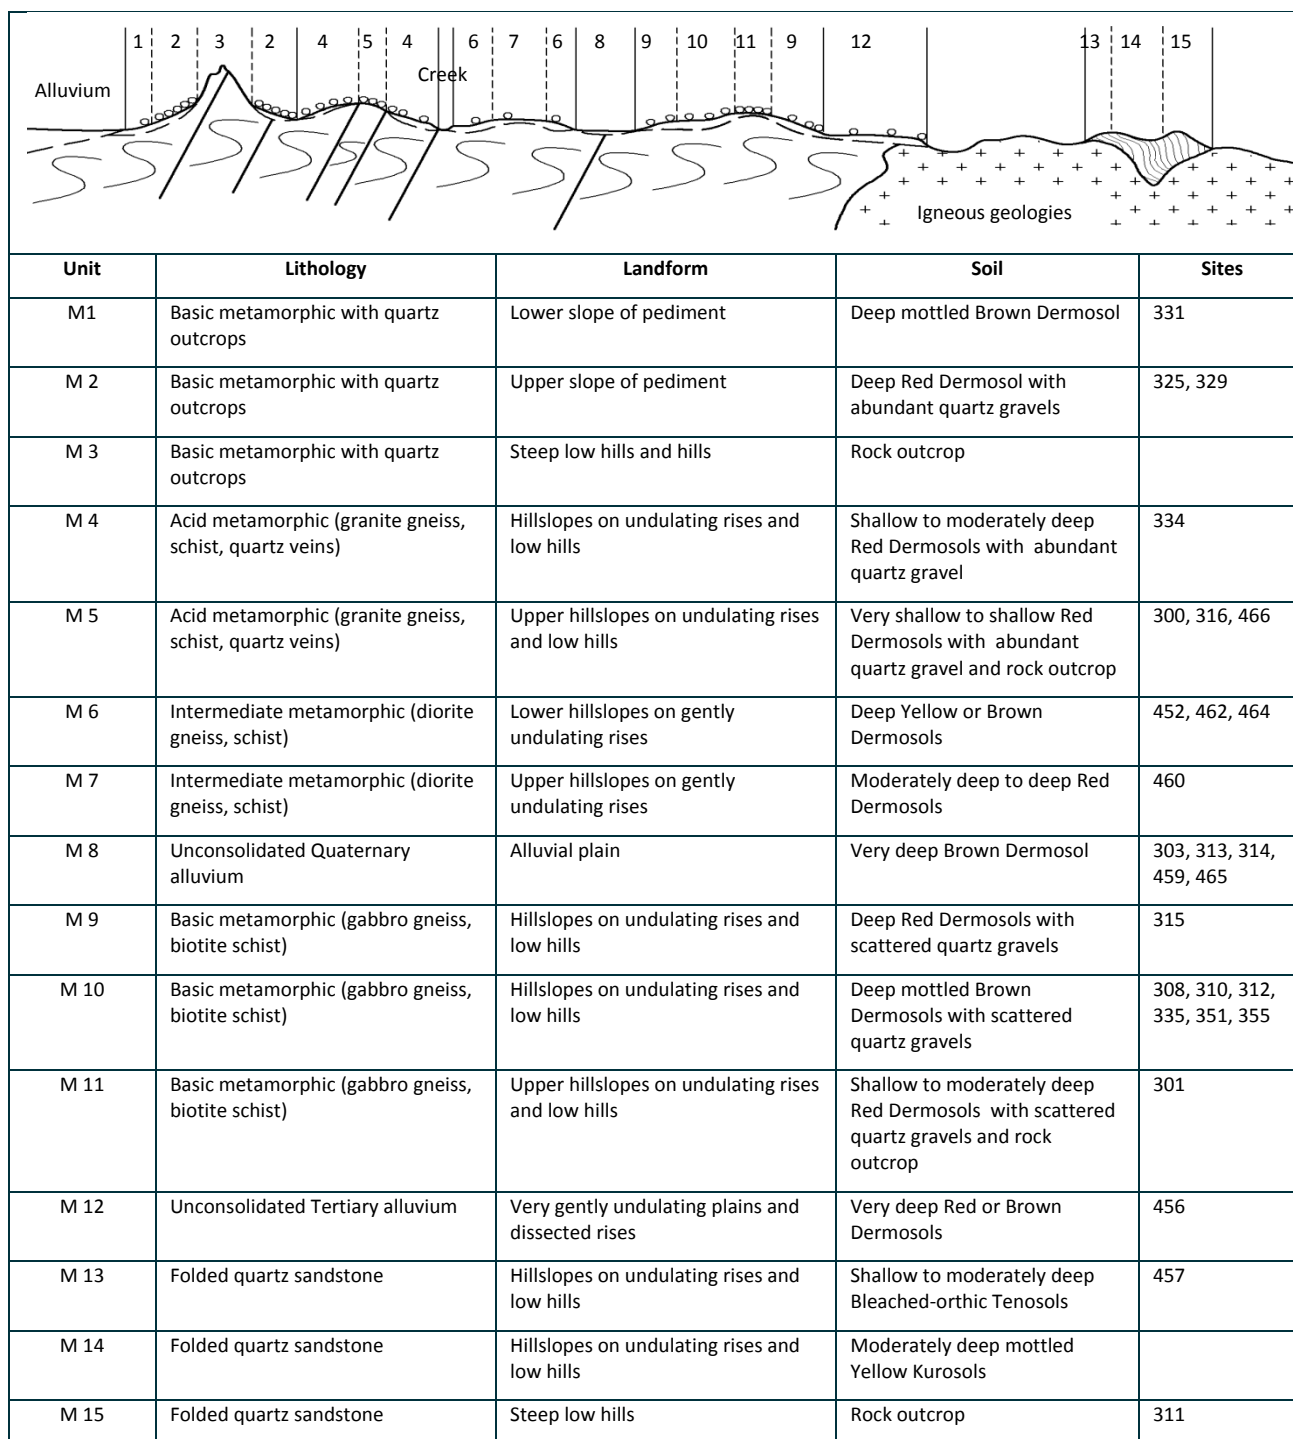 1 2 3 2 4 5 4 6 7 6 8 9 10 11 9 12 13 14 15
Creek
Alluvium
Igneous geologies
Unit Lithology Landform Soil Sites
M1 Basic metamorphic with quartz Lower slope of pediment Deep mottled Brown Dermosol 331
outcrops
M 2 Basic metamorphic with quartz Upper slope of pediment Deep Red Dermosol with 325, 329
outcrops abundant quartz gravels
M 3 Basic metamorphic with quartz Steep low hills and hills Rock outcrop
outcrops
M 4 Acid metamorphic (granite gneiss, Hillslopes on undulating rises and Shallow to moderately deep 334
schist, quartz veins) low hills Red Dermosols with abundant
quartz gravel
M 5 Acid metamorphic (granite gneiss, Upper hillslopes on undulating rises Very shallow to shallow Red 300, 316, 466
schist, quartz veins) and low hills Dermosols with abundant
quartz gravel and rock outcrop
M 6 Intermediate metamorphic (diorite Lower hillslopes on gently Deep Yellow or Brown 452, 462, 464
gneiss, schist) undulating rises Dermosols
M 7 Intermediate metamorphic (diorite Upper hillslopes on gently Moderately deep to deep Red 460
gneiss, schist) undulating rises Dermosols
M 8 Unconsolidated Quaternary Alluvial plain Very deep Brown Dermosol 303, 313, 314,
alluvium 459, 465
M 9 Basic metamorphic (gabbro gneiss, Hillslopes on undulating rises and Deep Red Dermosols with 315
biotite schist) low hills scattered quartz gravels
M 10 Basic metamorphic (gabbro gneiss, Hillslopes on undulating rises and Deep mottled Brown 308, 310, 312,
biotite schist) low hills Dermosols with scattered 335, 351, 355
quartz gravels
M 11 Basic metamorphic (gabbro gneiss, Upper hillslopes on undulating rises Shallow to moderately deep 301
biotite schist) and low hills Red Dermosols with scattered
quartz gravels and rock
outcrop
M 12 Unconsolidated Tertiary alluvium Very gently undulating plains and Very deep Red or Brown 456
dissected rises Dermosols
M 13 Folded quartz sandstone Hillslopes on undulating rises and Shallow to moderately deep 457
low hills Bleached-orthic Tenosols
M 14 Folded quartz sandstone Hillslopes on undulating rises and Moderately deep mottled
low hills Yellow Kurosols
M 15 Folded quartz sandstone Steep low hills Rock outcrop 311